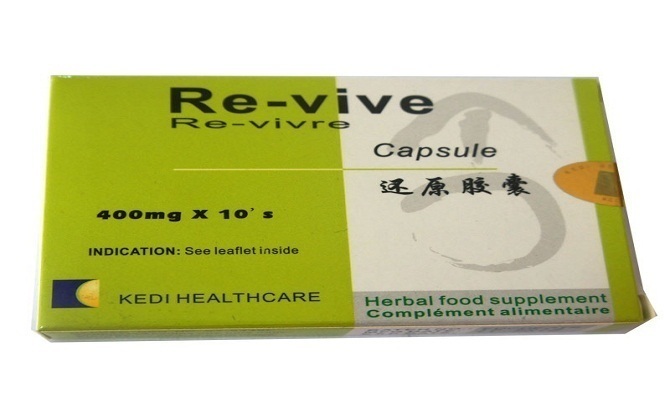 Re-vive
Re-vivre
Capsule
还原胶囊
400mg X 10's
INDICATION: See leaflet inside
KEDI HEALTHCARE
Herbal food supplement
Complément alimentaire